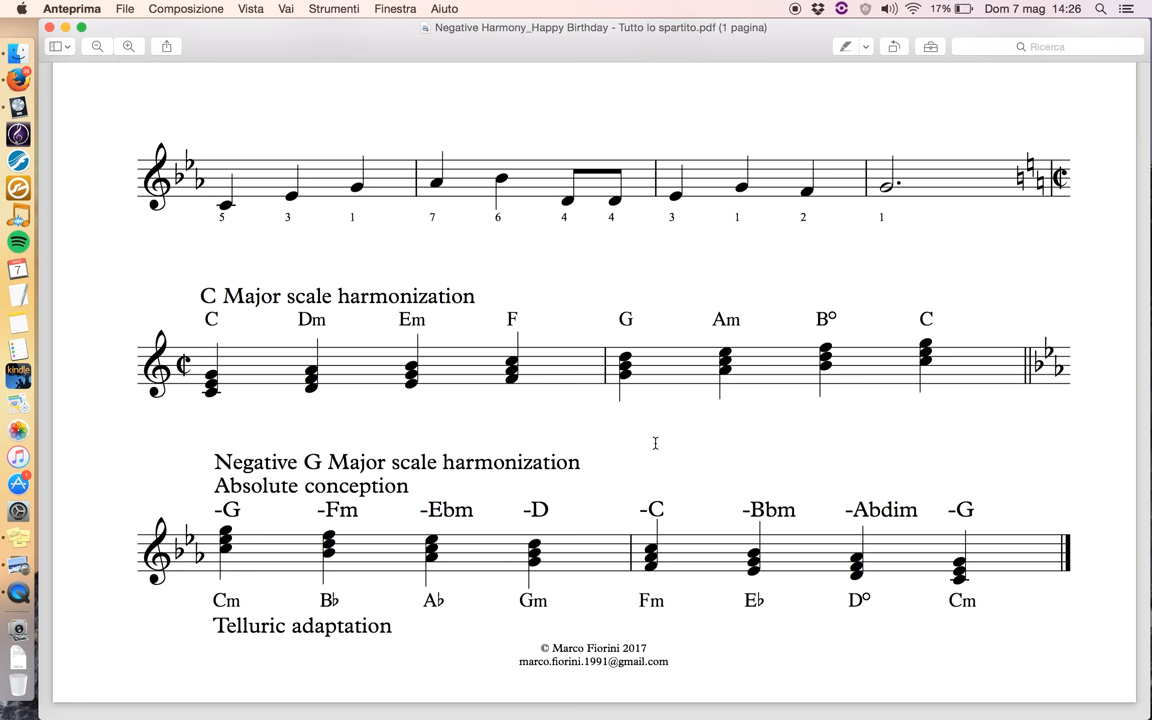 Anteprima File Composizione Vista Vai Strumenti Finestra Aiuto 17% Dom 7 mag 14:26
Negative Harmony_Happy Birthday - Tutto lo spartito.pdf (1 pagina)
Ricerca
5 3 1 7 6 4 4 3 1 2 1
C Major scale harmonization
C Dm Em F G Am B° C
Negative G Major scale harmonization
Absolute conception
-G -Fm -Ebm -D -C -Bbm -Abdim -G
Cm B♭ A♭ Gm Fm E♭ D° Cm
Telluric adaptation
© Marco Fiorini 2017
marco.fiorini.1991@gmail.com
7
kindle